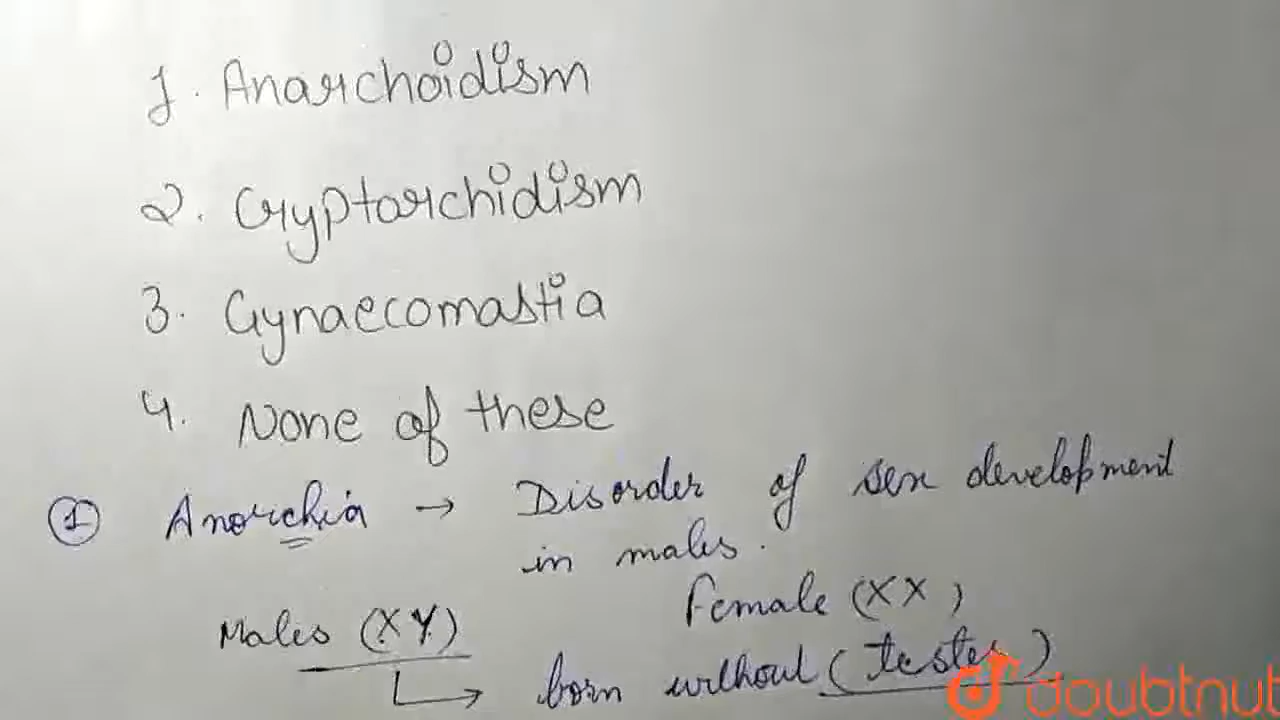 1. Anarchoidism
2. Cryptarchidism
3. Gynaecomastia
4. None of these
1 Anorchia → Disorder of sex development
in males.
Males (XY) Female (XX)
born without (testes)
doubtnut